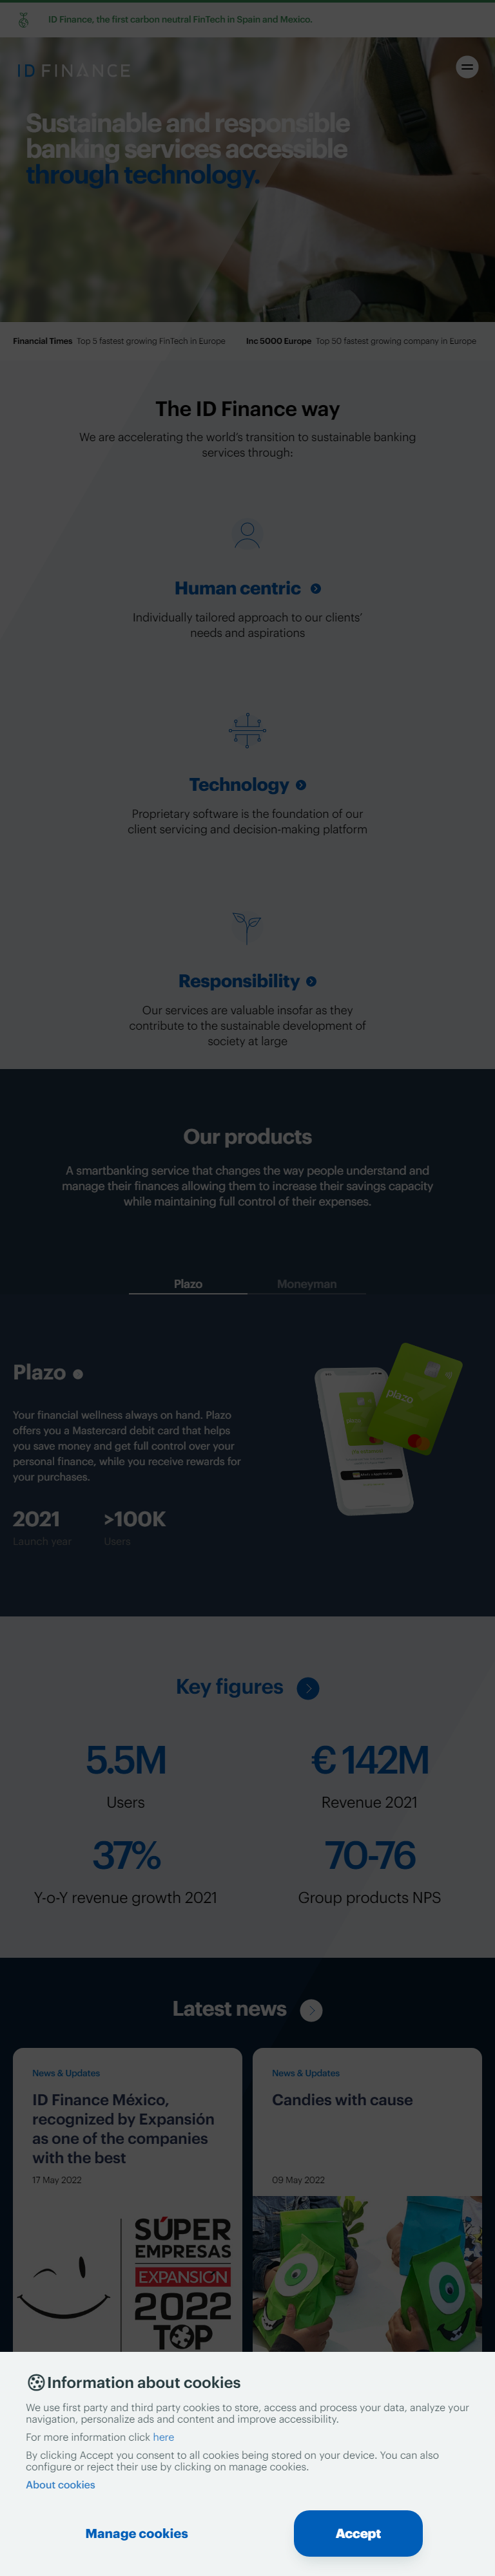 ID Finance, the first carbon neutral FinTech in Spain and Mexico.
ID FINANCE
Sustainable and responsible
banking services accessible
through technology.
Financial Times Top 5 fastest growing FinTech in Europe
Inc 5000 Europe Top 50 fastest growing company in Europe
The ID Finance way
We are accelerating the world's transition to sustainable banking
services through:
Human centric
Individually tailored approach to our clients'
needs and aspirations
Technology
Proprietary software is the foundation of our
client servicing and decision-making platform
Responsibility
Our services are valuable insofar as they
contribute to the sustainable development of
society at large
Our products
A smartbanking service that changes the way people understand and
manage their finances allowing them to increase their savings capacity
while maintaining full control of their expenses.
Plazo
Moneyman
Plazo
Your financial wellness always on hand. Plazo
offers you a Mastercard debit card that helps
you save money and get full control over your
personal finance, while you receive rewards for
your purchases.
2021
Launch year
>100K
Users
plazo
Key figures
5.5M
Users
€ 142M
Revenue 2021
37%
Y-o-Y revenue growth 2021
70-76
Group products NPS
Latest news
News & Updates
ID Finance México,
recognized by Expansión
as one of the companies
with the best
17 May 2022
SÚPER
EMPRESAS
EXPANSIÓN
2022
TOP
News & Updates
Candies with cause
09 May 2022
Information about cookies
We use first party and third party cookies to store, access and process your data, analyze your
navigation, personalize ads and content and improve accessibility.
For more information click here
By clicking Accept you consent to all cookies being stored on your device. You can also
configure or reject their use by clicking on manage cookies.
About cookies
Manage cookies
Accept